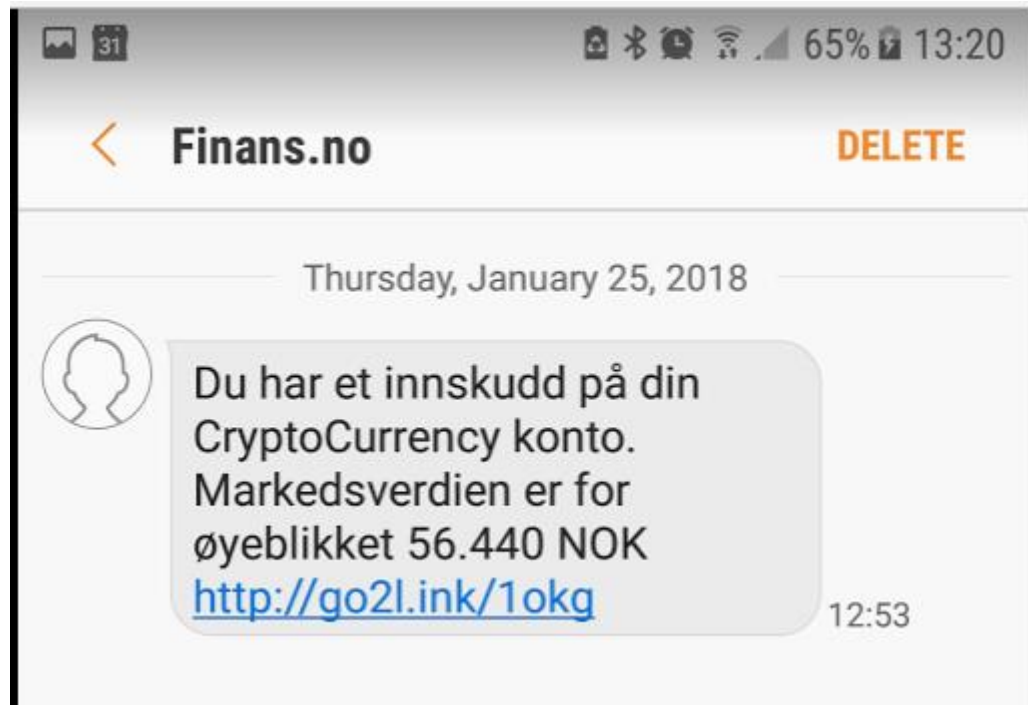 31
65% 13:20
Finans.no
DELETE
Thursday, January 25, 2018
Du har et innskudd på din
CryptoCurrency konto.
Markedsverdien er for
øyeblikket 56.440 NOK
http://go2l.ink/1okg
12:53